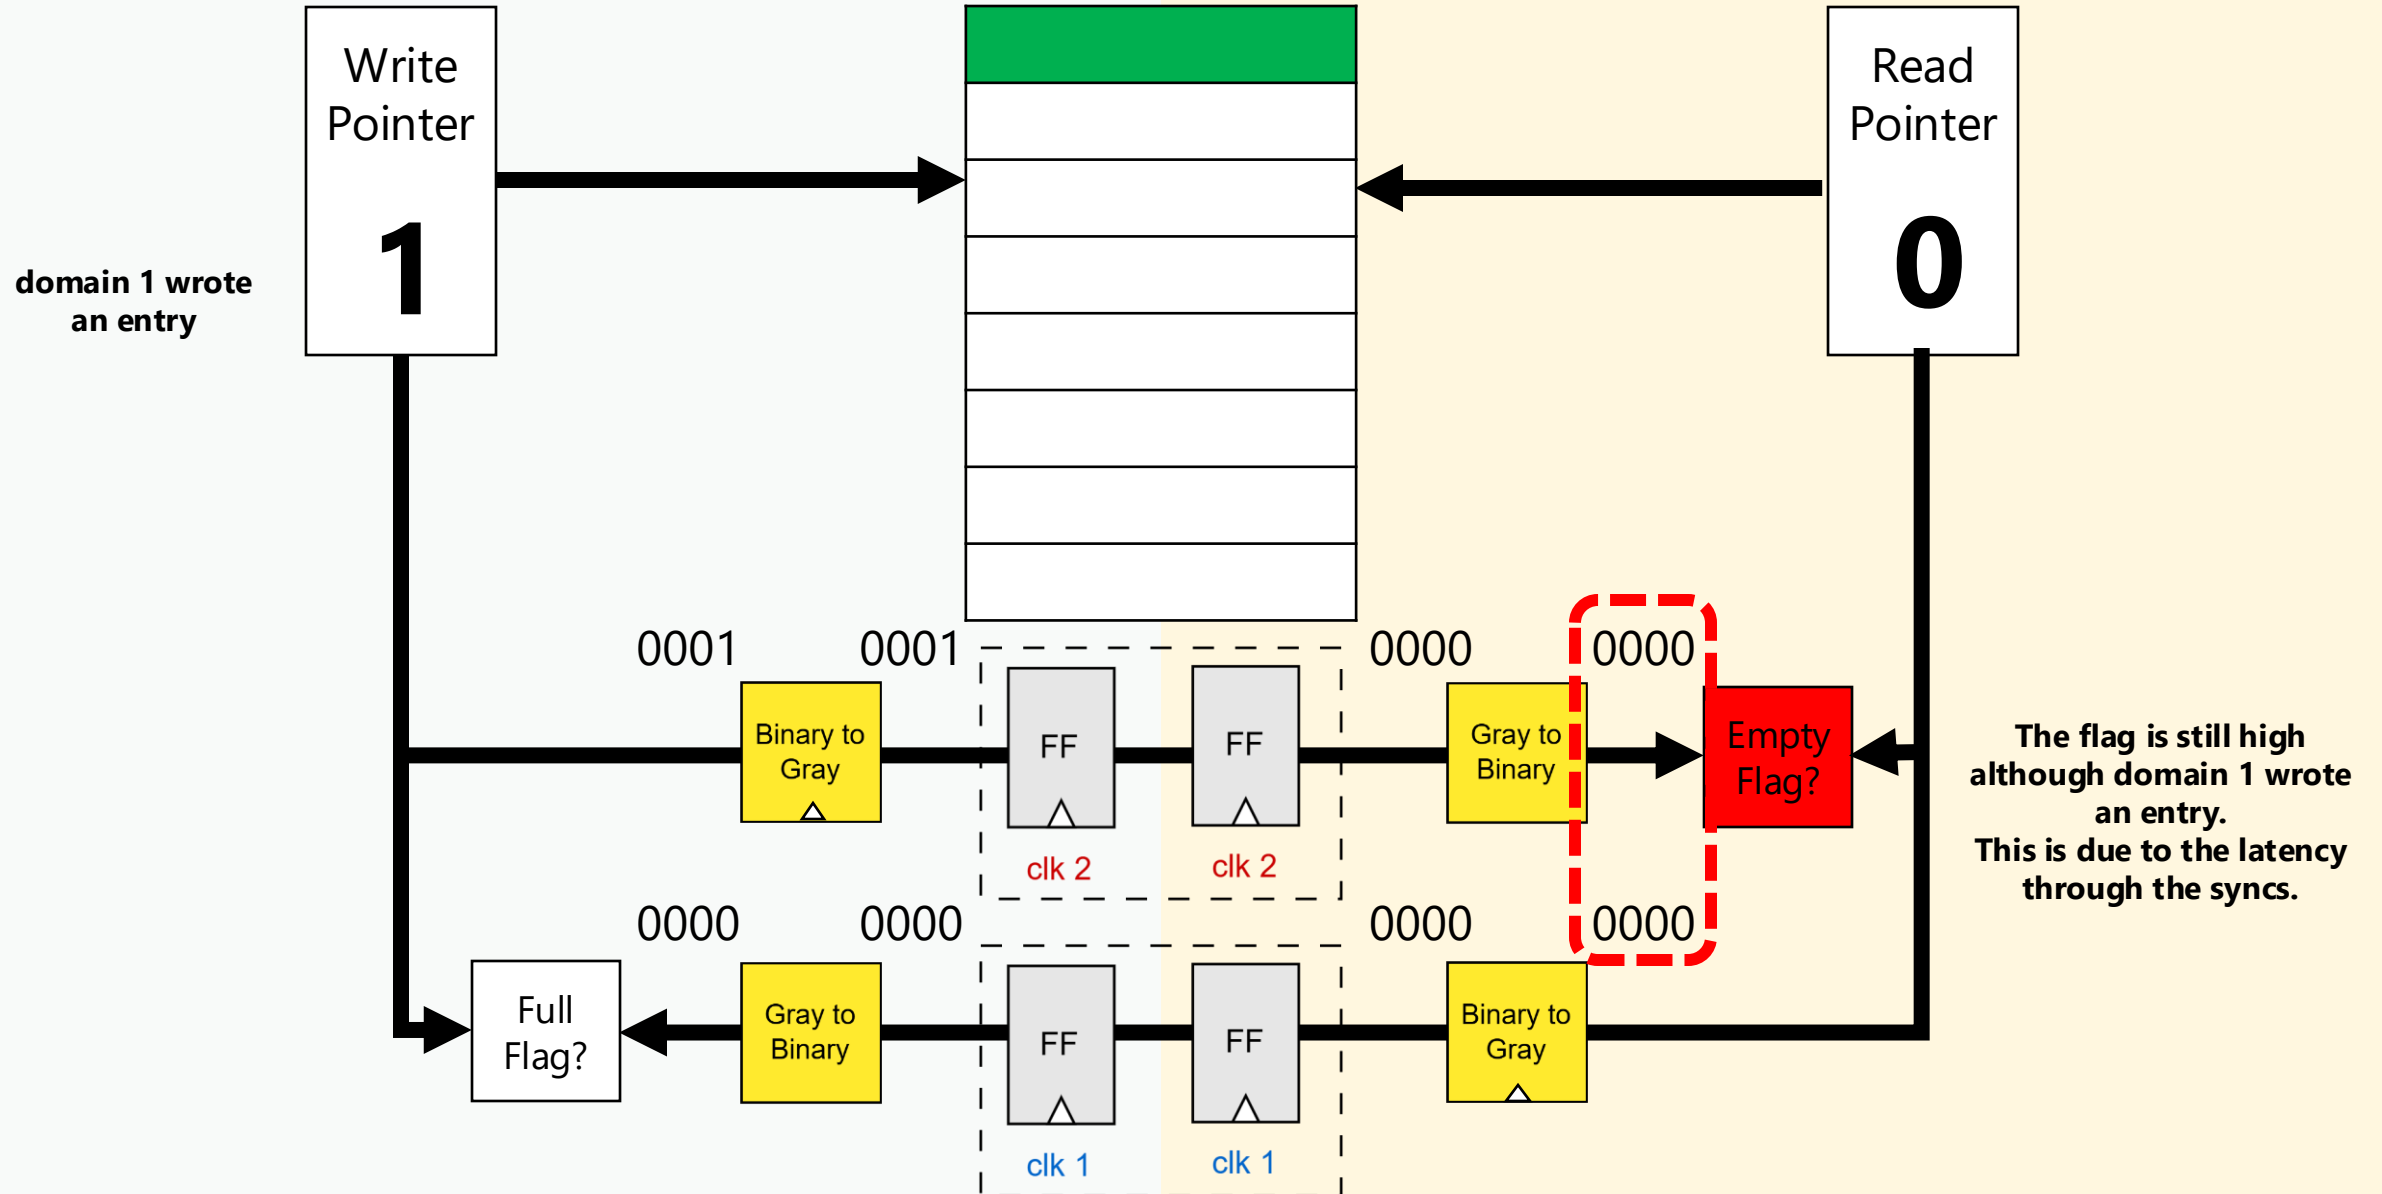 Write
Pointer
1
domain 1 wrote
an entry
Read
Pointer
0
0001
0001
0000
0000
Binary to
Gray
FF
FF
Gray to
Binary
Empty
Flag?
clk 2
clk 2
The flag is still high
although domain 1 wrote
an entry.
This is due to the latency
through the syncs.
0000
0000
0000
0000
Full
Flag?
Gray to
Binary
FF
FF
Binary to
Gray
clk 1
clk 1